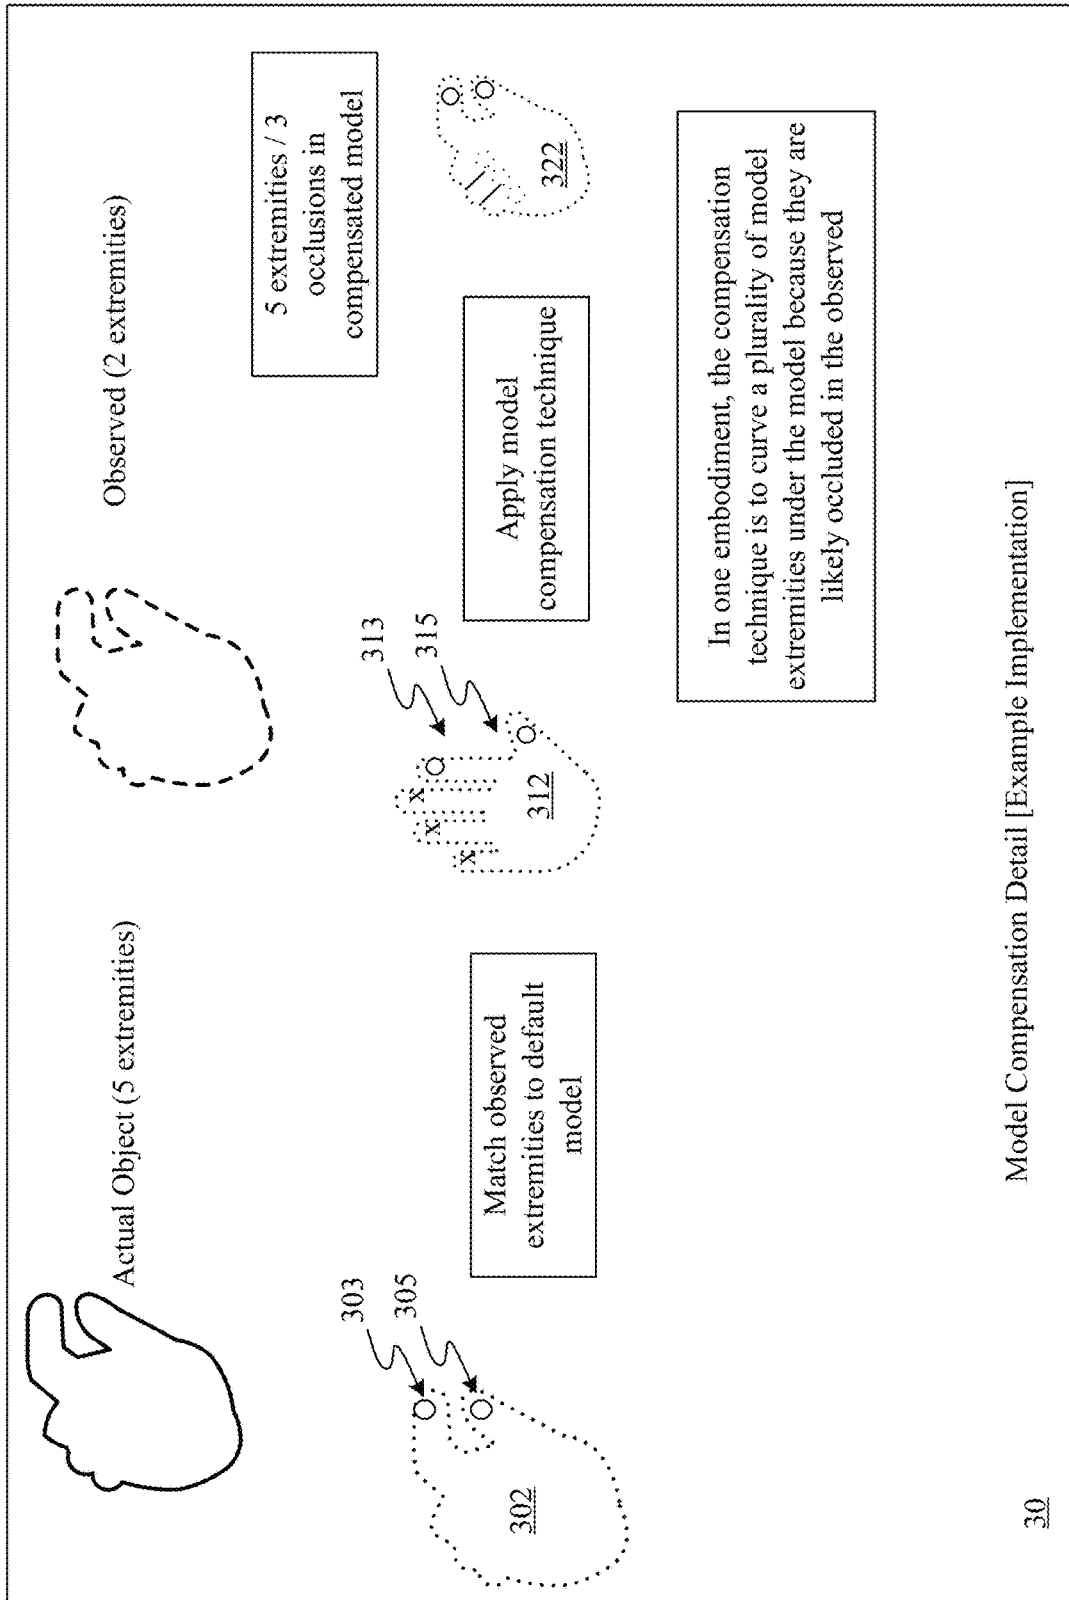 Actual Object (5 extremities)
Observed (2 extremities)
5 extremities / 3
occlusions in
compensated model
303
305
302
Match observed
extremities to default
model
313
315
x
x
x
312
Apply model
compensation technique
322
In one embodiment, the compensation
technique is to curve a plurality of model
extremities under the model because they are
likely occluded in the observed
Model Compensation Detail [Example Implementation]
30